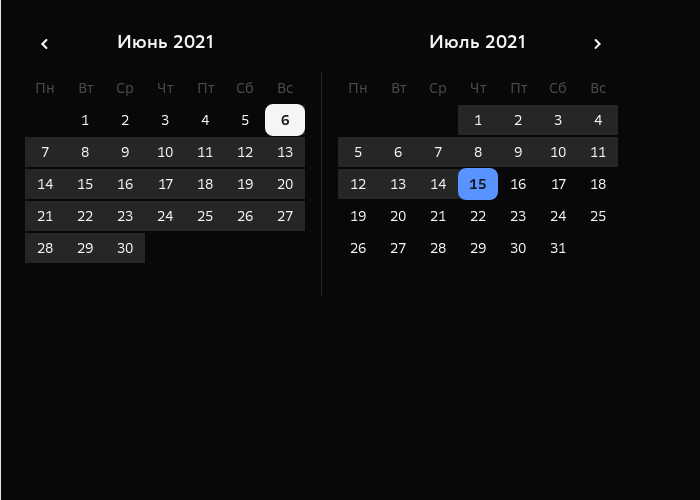 Июнь 2021
Пн Вт Ср Чт Пт Сб Вс
1 2 3 4 5 6
7 8 9 10 11 12 13
14 15 16 17 18 19 20
21 22 23 24 25 26 27
28 29 30
Июль 2021
Пн Вт Ср Чт Пт Сб Вс
1 2 3 4
5 6 7 8 9 10 11
12 13 14 15 16 17 18
19 20 21 22 23 24 25
26 27 28 29 30 31